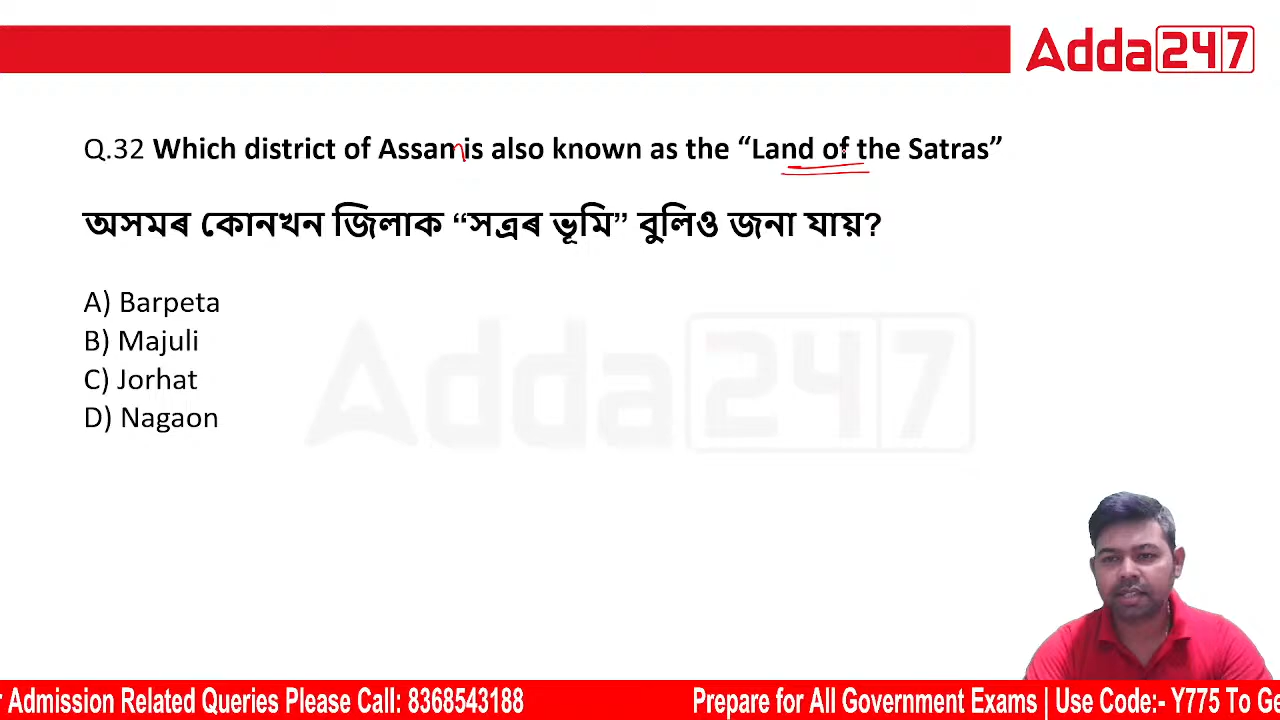 Adda247
Q.32 Which district of Assam is also known as the “Land of the Satras”
অসমৰ কোনখন জিলাক “সত্ৰৰ ভূমি” বুলিও জনা যায়?
A) Barpeta
B) Majuli
C) Jorhat
D) Nagaon
Adda247
r Admission Related Queries Please Call: 8368543188 Prepare for All Government Exams | Use Code:- Y775 To Ge